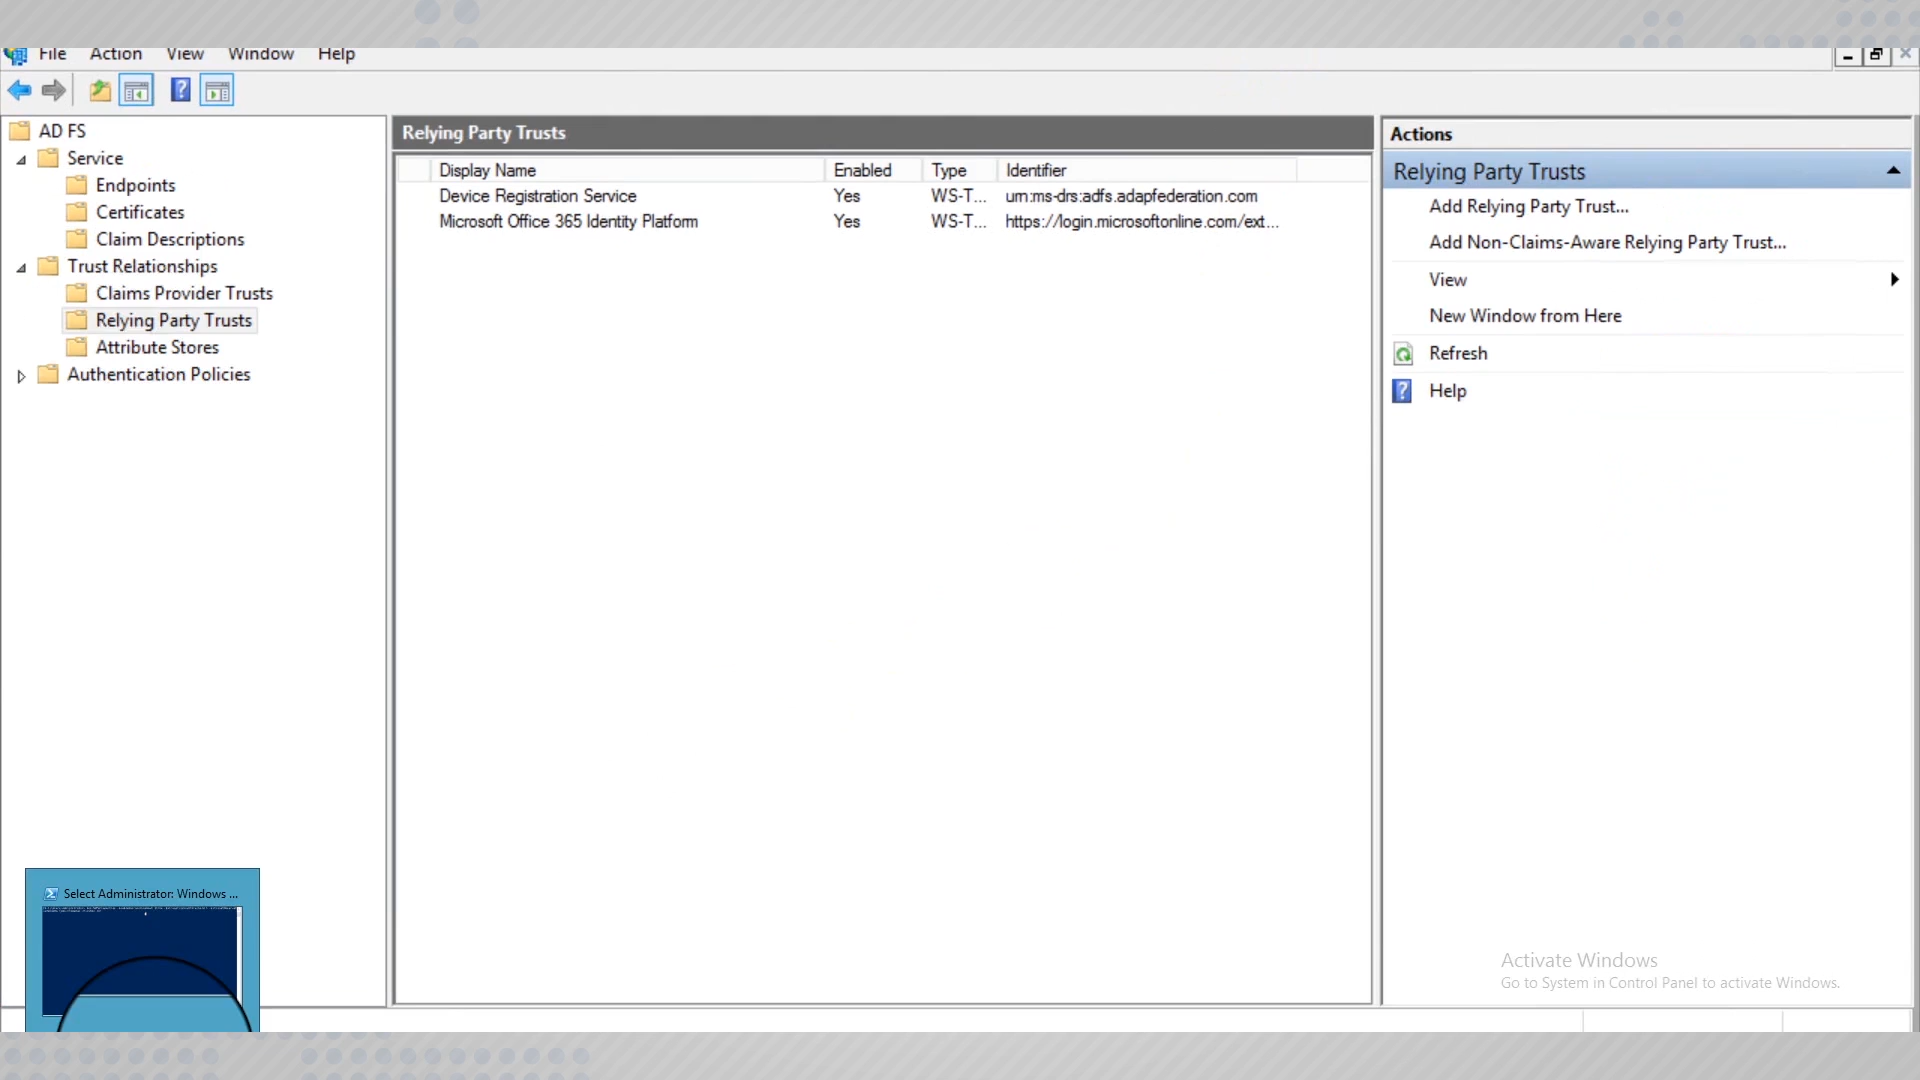 File Action View Window Help
AD FS
Service
Endpoints
Certificates
Claim Descriptions
Trust Relationships
Claims Provider Trusts
Relying Party Trusts
Attribute Stores
Authentication Policies
Relying Party Trusts
Display Name Enabled Type Identifier
Device Registration Service Yes WS-T... urn:ms-drs:adfs.adapfederation.com
Microsoft Office 365 Identity Platform Yes WS-T... https://login.microsoftonline.com/ext...
Actions
Relying Party Trusts
Add Relying Party Trust...
Add Non-Claims-Aware Relying Party Trust...
View
New Window from Here
Refresh
Help
Select Administrator: Windows ...
Activate Windows
Go to System in Control Panel to activate Windows.